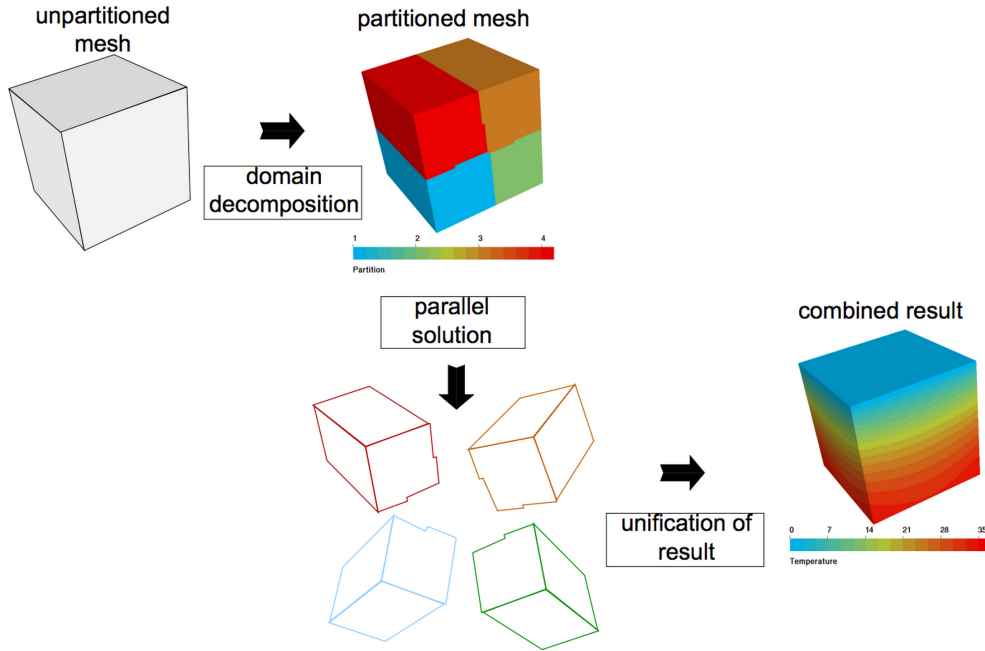 unpartitioned
mesh
partitioned mesh
domain
decomposition
1 2 3 4
Partition
parallel
solution
combined result
unification of
result
0 7 14 21 28 35
Temperature